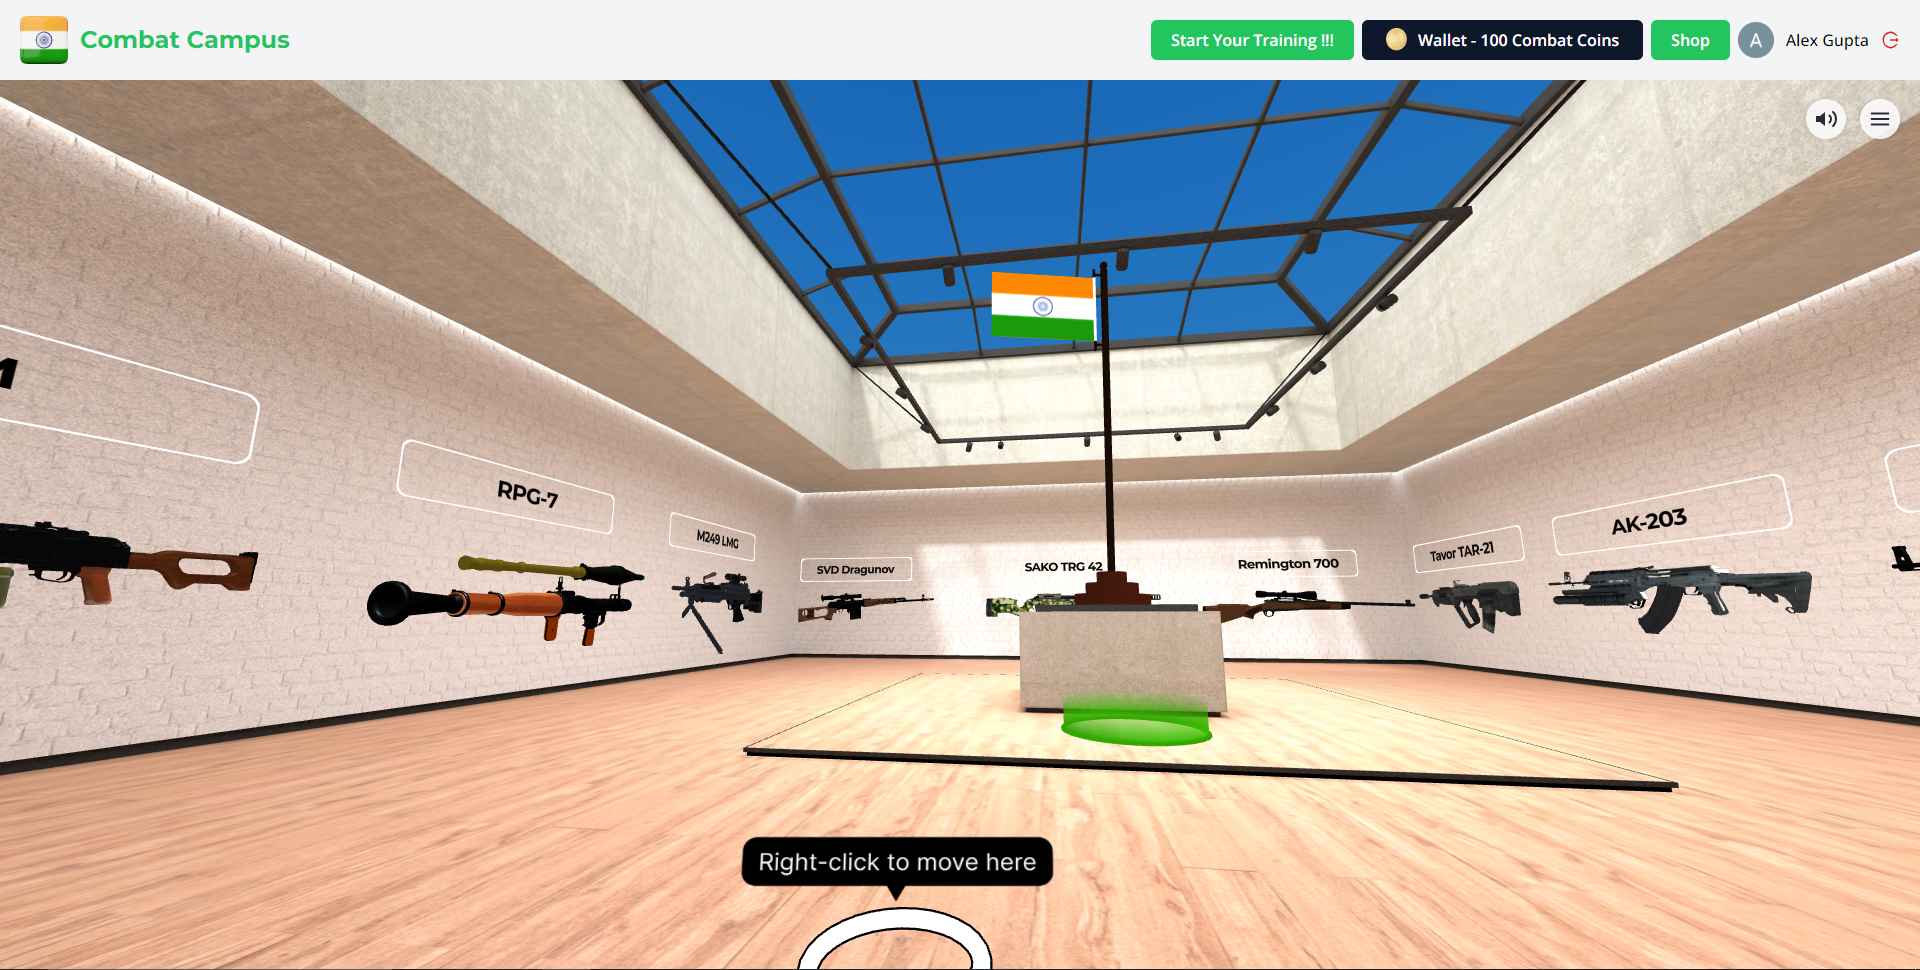 Combat Campus
Start Your Training !!!
Wallet - 100 Combat Coins
Shop
A
Alex Gupta
RPG-7
M249 LMG
SVD Dragunov
SAKO TRG 42
Remington 700
Tavor TAR-21
AK-203
Right-click to move here